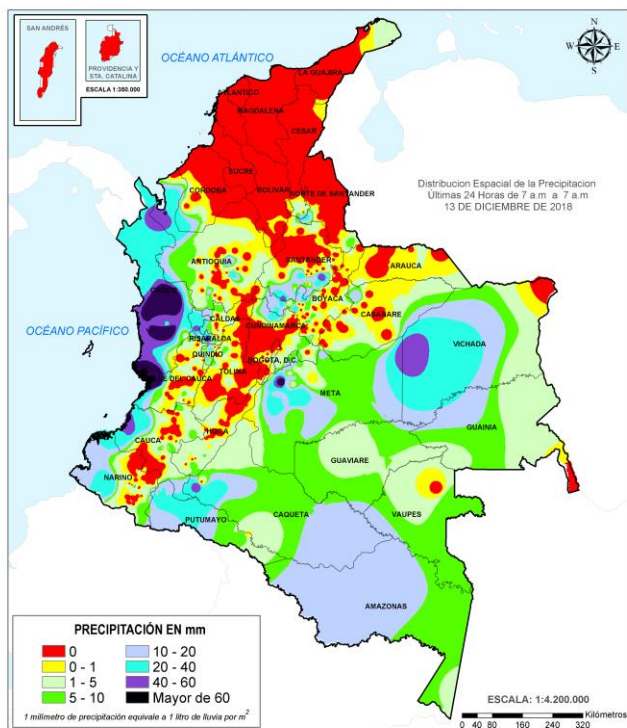 SAN ANDRÉS
PROVIDENCIA Y
STA. CATALINA
ESCALA 1:350.000
OCÉANO ATLÁNTICO
N
W E
S
LA GUAJIRA
ATLANTICO
MAGDALENA
CESAR
SUCRE
CORDOBA
BOLIVAR
NORTE DE SANTANDER
Distribucion Espacial de la Precipitacion
Últimas 24 Horas de 7 a.m a 7 a.m
13 DE DICIEMBRE DE 2018
ANTIOQUIA
SANTANDER
ARAUCA
BOYACA
OCÉANO PACÍFICO
CALDAS
CASANARE
CUNDINAMARCA
RISARALDA
VICHADA
QUINDIO
BOGOTA, D.C.
TOLIMA
DEL CAUCA
META
GUAINIA
CAUCA
HUILA
GUAVIARE
NARIÑO
PUTUMAYO
CAQUETA
VAUPES
AMAZONAS
PRECIPITACIÓN EN mm
0
0 - 1
1 - 5
5 - 10
10 - 20
20 - 40
40 - 60
Mayor de 60
1 milimetro de precipitación equivale a 1 litro de lluvia por m²
ESCALA: 1:4.200.000
Kilómetros
0 40 80 160 240 320